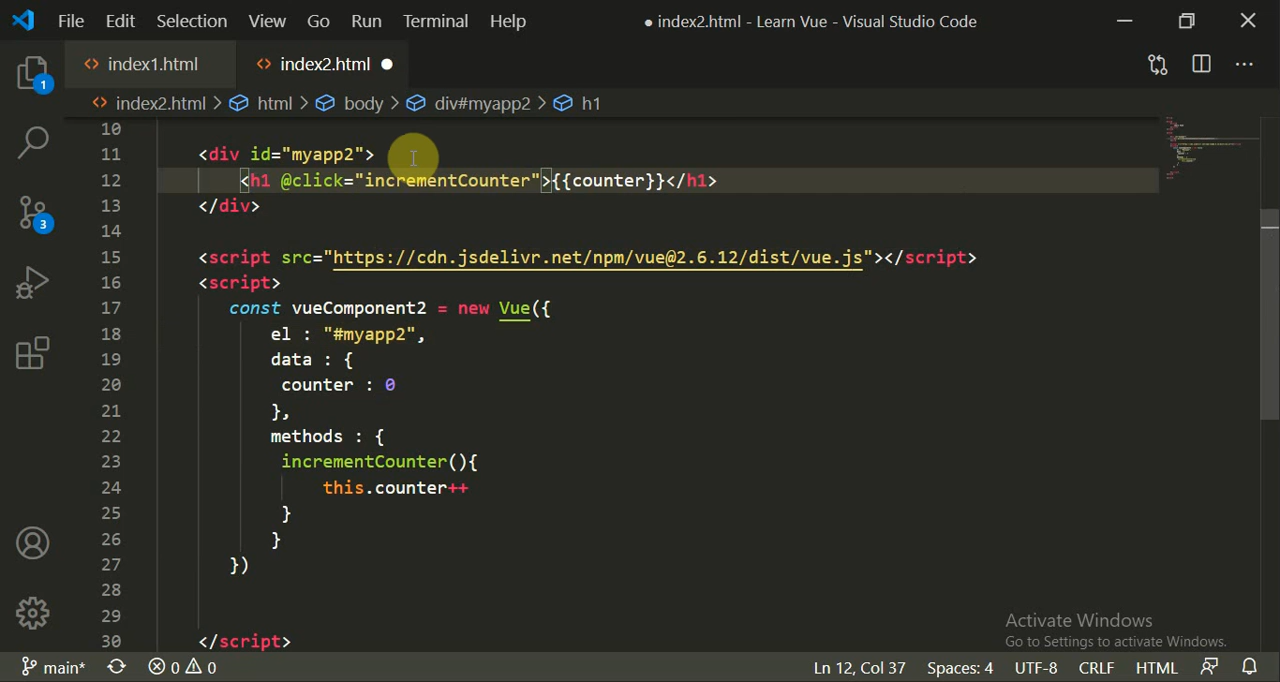 File Edit Selection View Go Run Terminal Help ● index2.html - Learn Vue - Visual Studio Code
<> index1.html <> index2.html ●
<> index2.html > html > body > div#myapp2 > h1
1
3
10
11 <div id="myapp2">
12 <h1 @click="incrementCounter">{{counter}}</h1>
13 </div>
14
15 <script src="https://cdn.jsdelivr.net/npm/vue@2.6.12/dist/vue.js"></script>
16 <script>
17 const vueComponent2 = new Vue({
18 el : "#myapp2",
19 data : {
20 counter : 0
21 },
22 methods : {
23 incrementCounter(){
24 this.counter++
25 }
26 }
27 })
28
29
30 </script>
Activate Windows
Go to Settings to activate Windows.
main* 0 0 Ln 12, Col 37 Spaces: 4 UTF-8 CRLF HTML